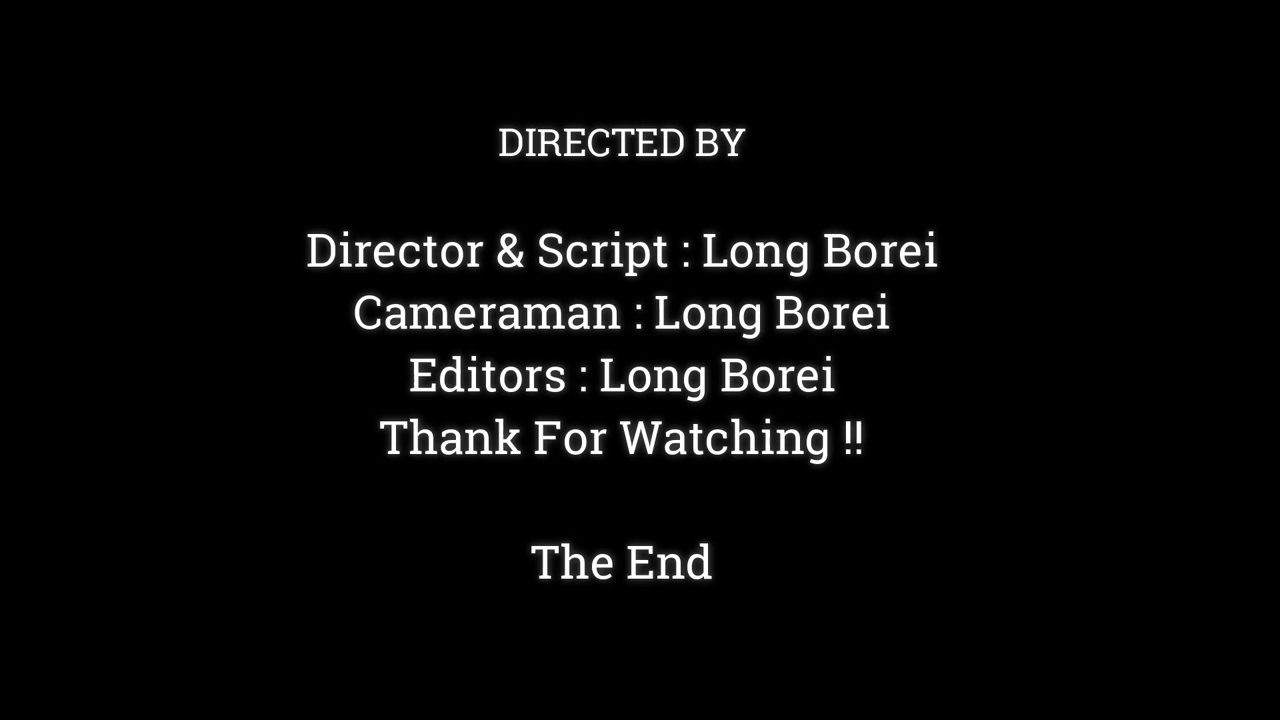 DIRECTED BY
Director & Script : Long Borei
Cameraman : Long Borei
Editors : Long Borei
Thank For Watching !!
The End